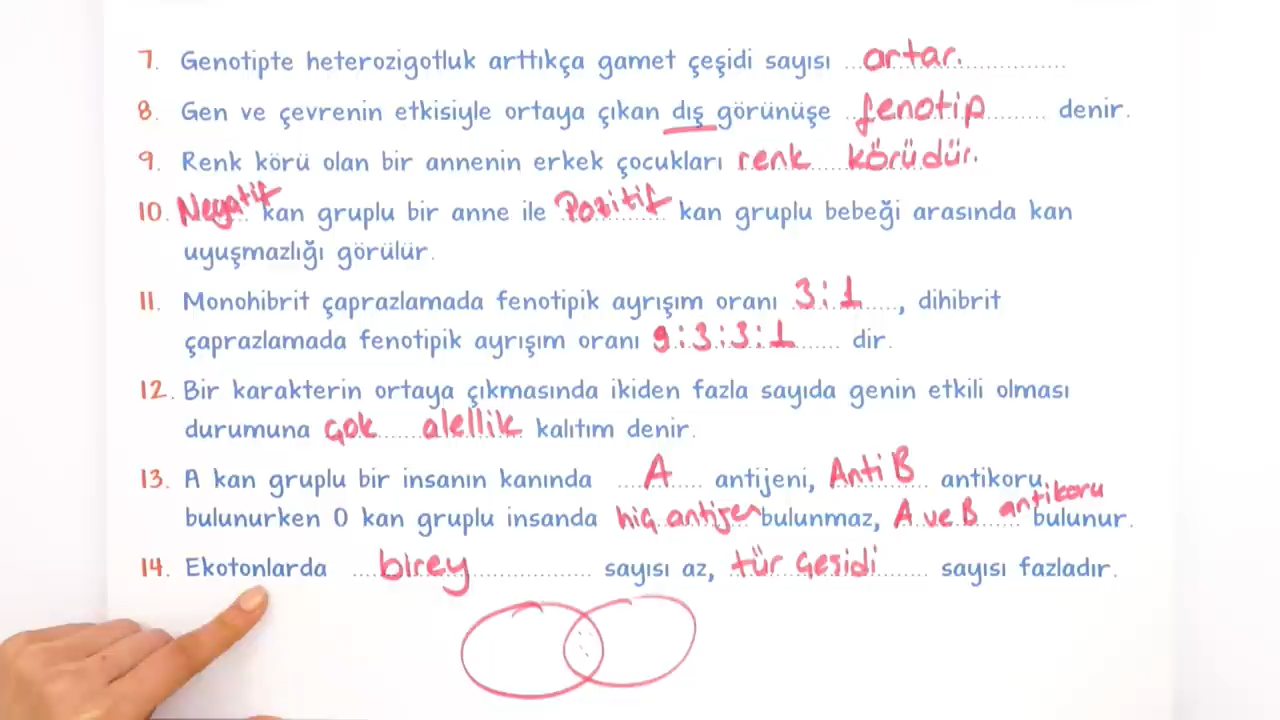 7. Genotipte heterozigotluk arttıkça gamet çeşidi sayısı artar.
8. Gen ve çevrenin etkisiyle ortaya çıkan dış görünüşe fenotip denir.
9. Renk körü olan bir annenin erkek çocukları renk körüdür.
10. Negatif kan gruplu bir anne ile Pozitif kan gruplu bebeği arasında kan
uyuşmazlığı görülür.
11. Monohibrit çaprazlamada fenotipik ayrışım oranı 3:1, dihibrit
çaprazlamada fenotipik ayrışım oranı 9:3:3:1 dir.
12. Bir karakterin ortaya çıkmasında ikiden fazla sayıda genin etkili olması
durumuna çok alellik kalıtım denir.
13. A kan gruplu bir insanın kanında A antijeni, Anti B antikoru
bulunurken 0 kan gruplu insanda hiç antijen bulunmaz, A ve B antikoru bulunur.
14. Ekotonlarda birey sayısı az, tür çeşidi sayısı fazladır.